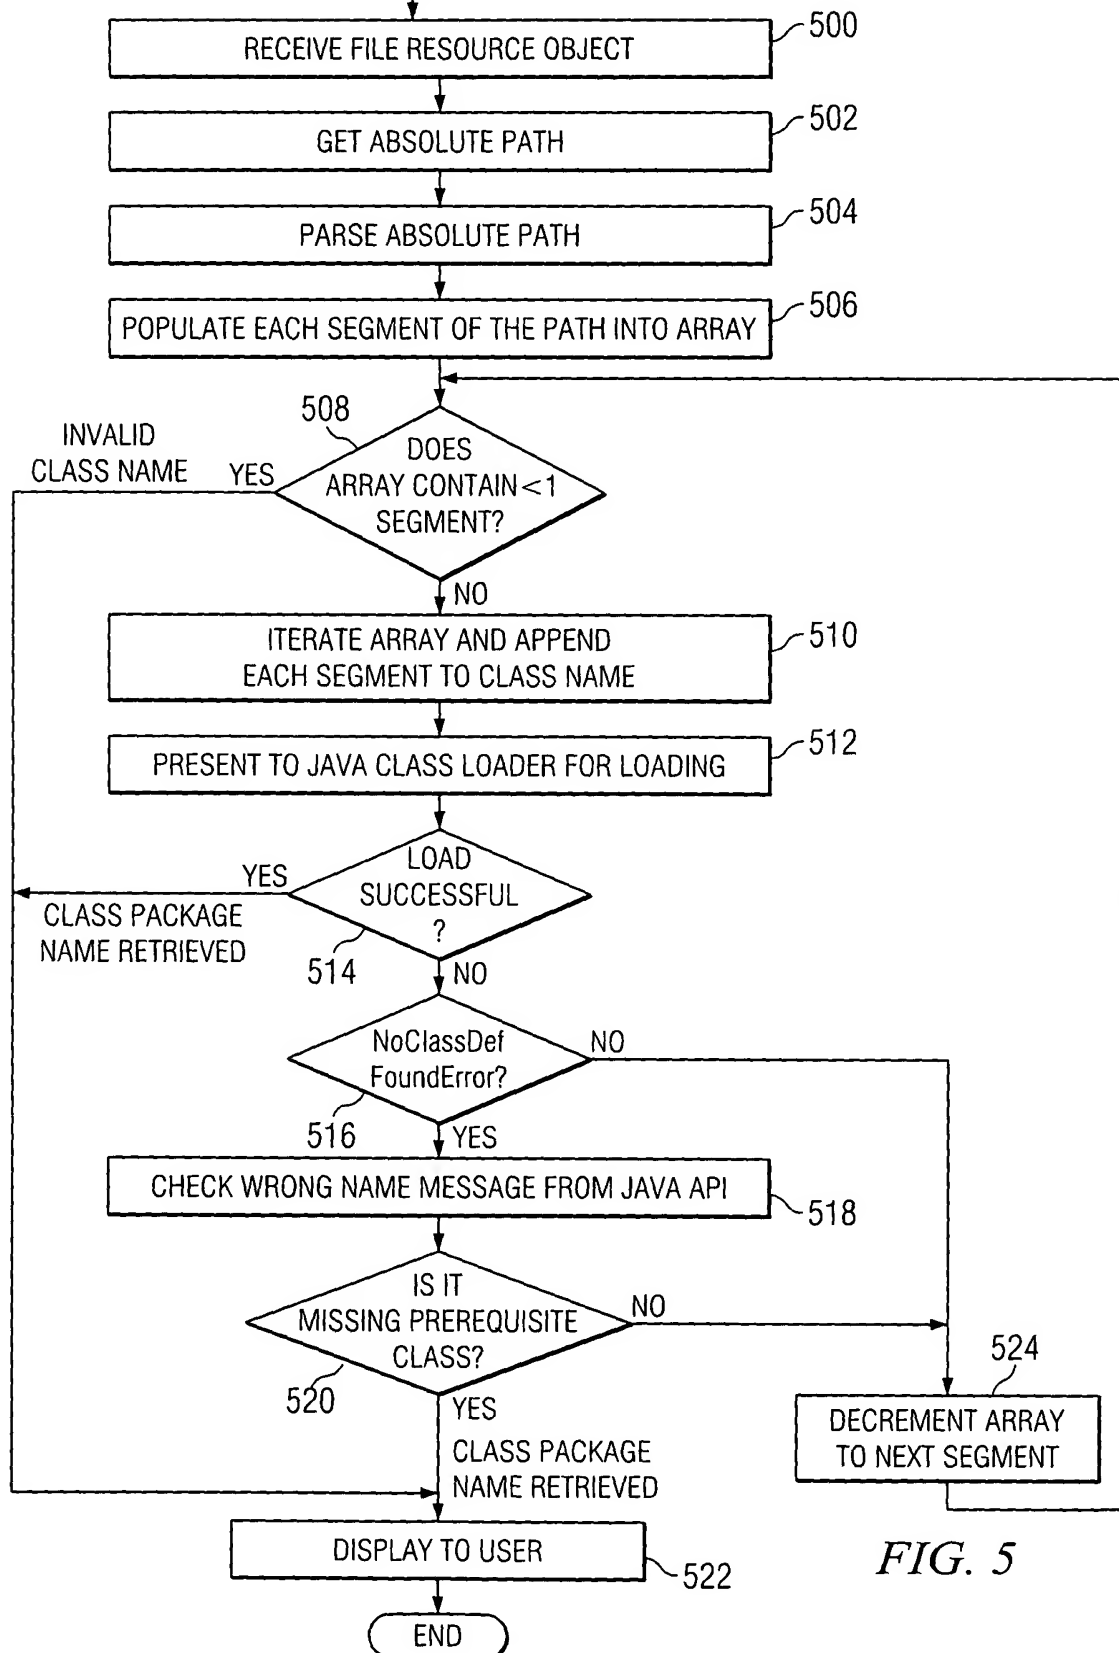 RECEIVE FILE RESOURCE OBJECT
500
GET ABSOLUTE PATH
502
PARSE ABSOLUTE PATH
504
POPULATE EACH SEGMENT OF THE PATH INTO ARRAY
506
508
DOES
ARRAY CONTAIN <1
SEGMENT?
INVALID
CLASS NAME
YES
NO
ITERATE ARRAY AND APPEND
EACH SEGMENT TO CLASS NAME
510
PRESENT TO JAVA CLASS LOADER FOR LOADING
512
LOAD
SUCCESSFUL
?
YES
CLASS PACKAGE
NAME RETRIEVED
514
NO
NoClassDef
FoundError?
NO
516
YES
CHECK WRONG NAME MESSAGE FROM JAVA API
518
IS IT
MISSING PREREQUISITE
CLASS?
NO
520
YES
CLASS PACKAGE
NAME RETRIEVED
524
DECREMENT ARRAY
TO NEXT SEGMENT
DISPLAY TO USER
522
END
FIG. 5